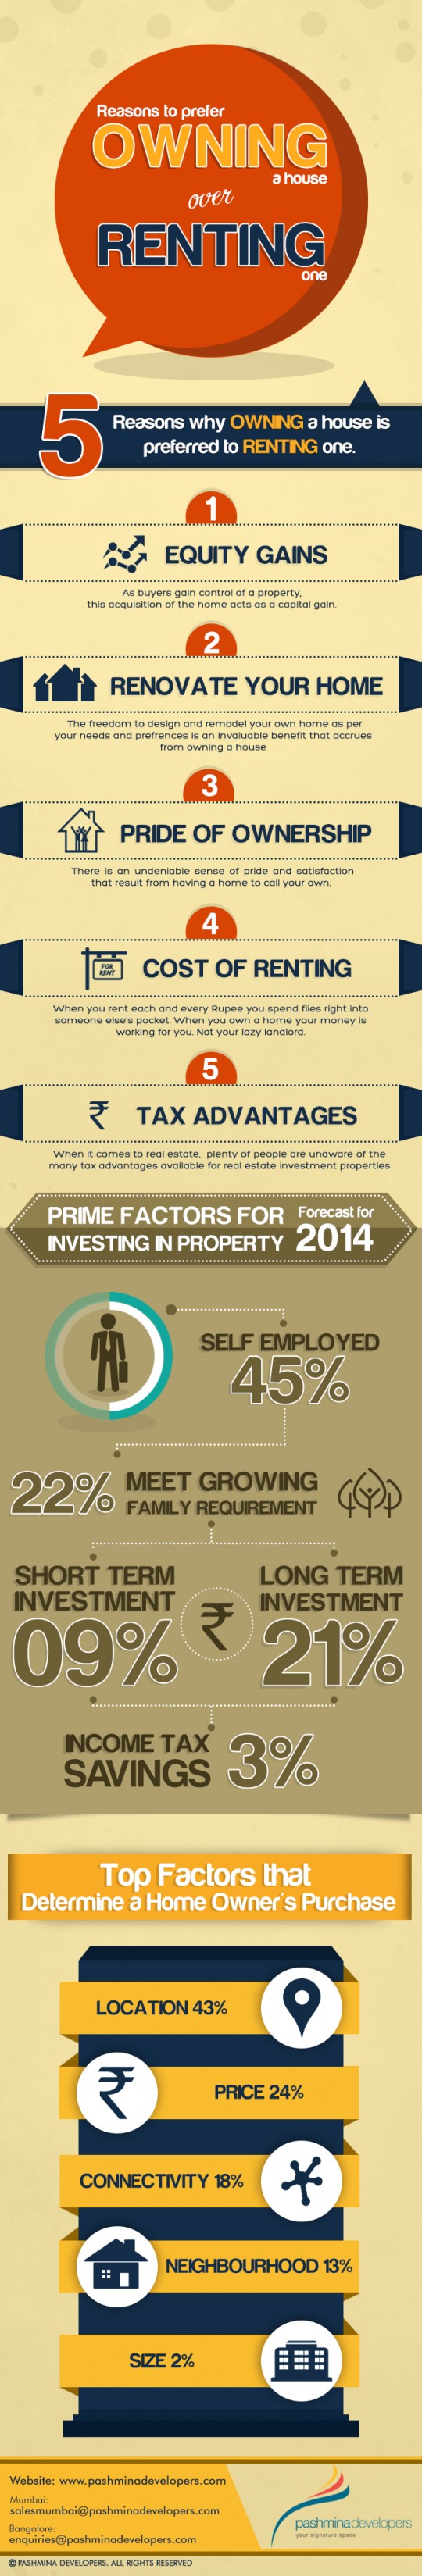 Reasons to prefer
OWNING
a house
over
RENTING
one
5
Reasons why OWNING a house is
preferred to RENTING one.
1
EQUITY GAINS
As buyers gain control of a property,
this acquisition of the home acts as a capital gain.
2
RENOVATE YOUR HOME
The freedom to design and remodel your own home as per
your needs and prefrences is an invaluable benefit that accrues
from owning a house
3
PRIDE OF OWNERSHIP
There is an undeniable sense of pride and satisfaction
that result from having a home to call your own.
4
FOR
RENT
COST OF RENTING
When you rent each and every Rupee you spend flies right into
someone else's pocket. When you own a home your money is
working for you. Not your lazy landlord.
5
₹ TAX ADVANTAGES
When it comes to real estate, plenty of people are unaware of the
many tax advantages available for real estate investment properties
PRIME FACTORS FOR
INVESTING IN PROPERTY
Forecast for
2014
SELF EMPLOYED
45%
22%
MEET GROWING
FAMILY REQUIREMENT
SHORT TERM
INVESTMENT
09%
₹
LONG TERM
INVESTMENT
21%
INCOME TAX
SAVINGS
3%
Top Factors that
Determine a Home Owner's Purchase
LOCATION 43%
₹
PRICE 24%
CONNECTIVITY 18%
NEIGHBOURHOOD 13%
SIZE 2%
Website: www.pashminadevelopers.com
Mumbai:
salesmumbai@pashminadevelopers.com
Bangalore:
enquiries@pashminadevelopers.com
pashminadevelopers
your signature space
© PASHMINA DEVELOPERS. ALL RIGHTS RESERVED